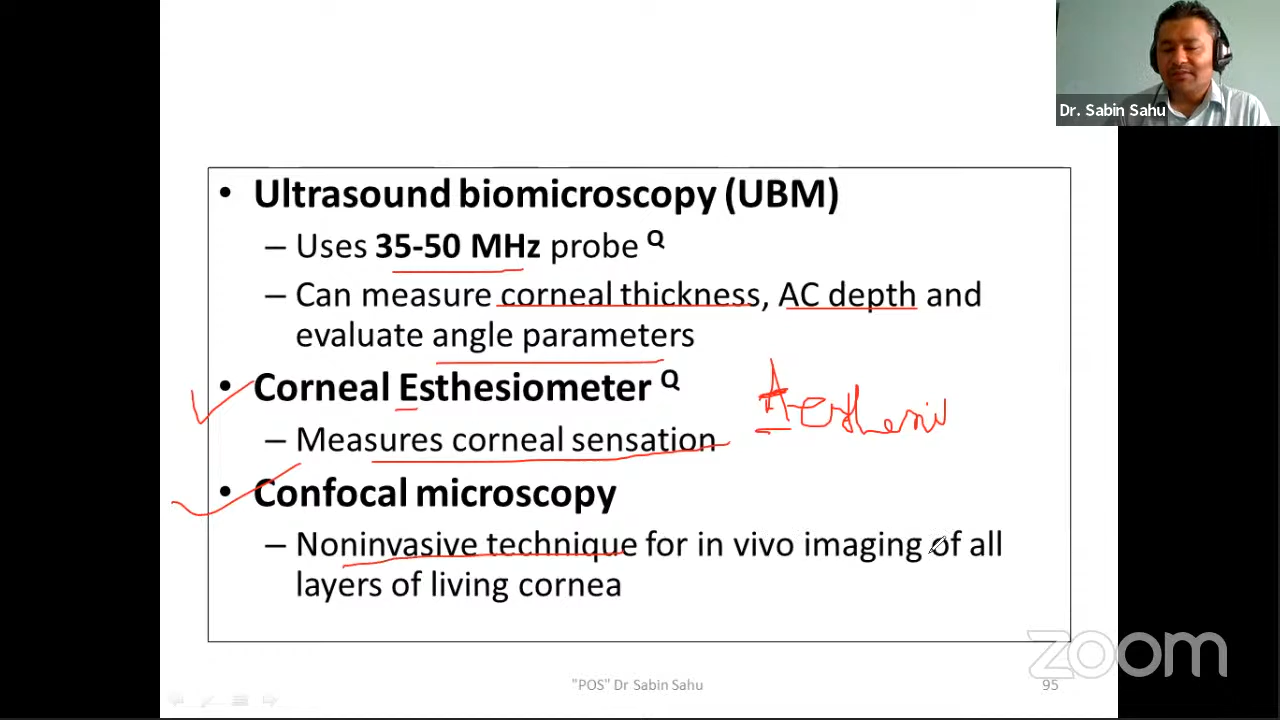 Dr. Sabin Sahu
• Ultrasound biomicroscopy (UBM)
– Uses 35-50 MHz probe Q
– Can measure corneal thickness, AC depth and
evaluate angle parameters
• Corneal Esthesiometer Q
– Measures corneal sensation
• Confocal microscopy
– Noninvasive technique for in vivo imaging of all
layers of living cornea
zoom
"POS" Dr Sabin Sahu
95